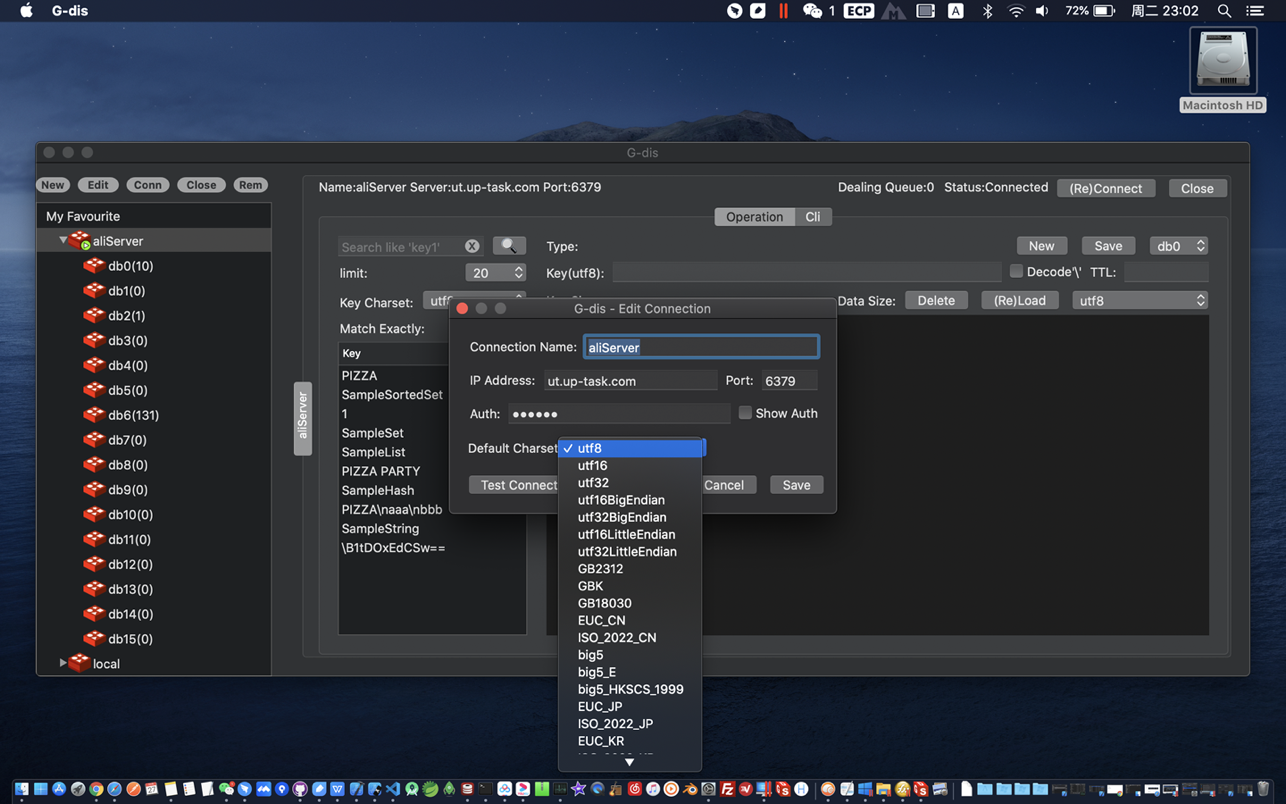 G-dis
1
ECP
A
72%
周二 23:02
Macintosh HD
G-dis
New Edit Conn Close Rem
Name:aliServer Server:ut.up-task.com Port:6379
Dealing Queue:0 Status:Connected (Re)Connect Close
My Favourite
aliServer
db0(10)
db1(0)
db2(1)
db3(0)
db4(0)
db5(0)
db6(131)
db7(0)
db8(0)
db9(0)
db10(0)
db11(0)
db12(0)
db13(0)
db14(0)
db15(0)
local
aliServer
Operation Cli
Search like 'key1'
Type:
New Save db0
limit: 20
Key(utf8):
Decode'\' TTL:
Key Charset:
Data Size: Delete (Re)Load utf8
Match Exactly:
Key
PIZZA
SampleSortedSet
1
SampleSet
SampleList
PIZZA PARTY
SampleHash
PIZZA\naaa\nbbb
SampleString
\B1tDOxEdCSw==
G-dis - Edit Connection
Connection Name: aliServer
IP Address: ut.up-task.com Port: 6379
Auth: ●●●●●● Show Auth
Default Charset
Test Connect Cancel Save
✓ utf8
utf16
utf32
utf16BigEndian
utf32BigEndian
utf16LittleEndian
utf32LittleEndian
GB2312
GBK
GB18030
EUC_CN
ISO_2022_CN
big5
big5_E
big5_HKSCS_1999
EUC_JP
ISO_2022_JP
EUC_KR